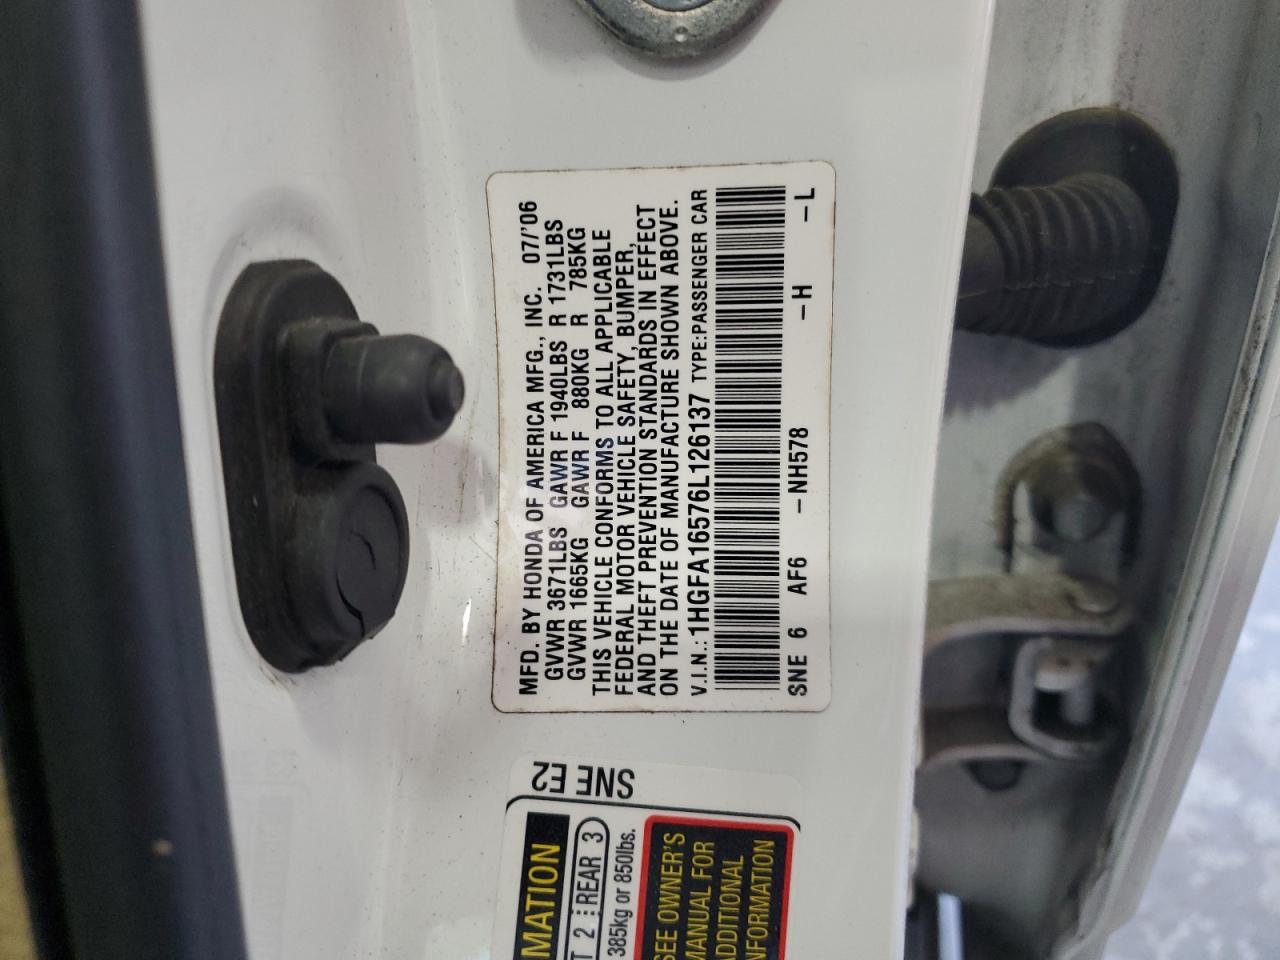 MFD. BY HONDA OF AMERICA MFG., INC. 07/'06
GVWR 3671LBS GAWR F 1940LBS R 1731LBS
GVWR 1665KG GAWR F 880KG R 785KG
THIS VEHICLE CONFORMS TO ALL APPLICABLE
FEDERAL MOTOR VEHICLE SAFETY, BUMPER,
AND THEFT PREVENTION STANDARDS IN EFFECT
ON THE DATE OF MANUFACTURE SHOWN ABOVE.
V.I.N.: 1HGFA16576L126137 TYPE:PASSENGER CAR
SNE 6 AF6 -NH578 -H -L
SNE E2
MATION
T 2 REAR 3
385kg or 850lbs.
SEE OWNER'S
MANUAL FOR
ADDITIONAL
INFORMATION